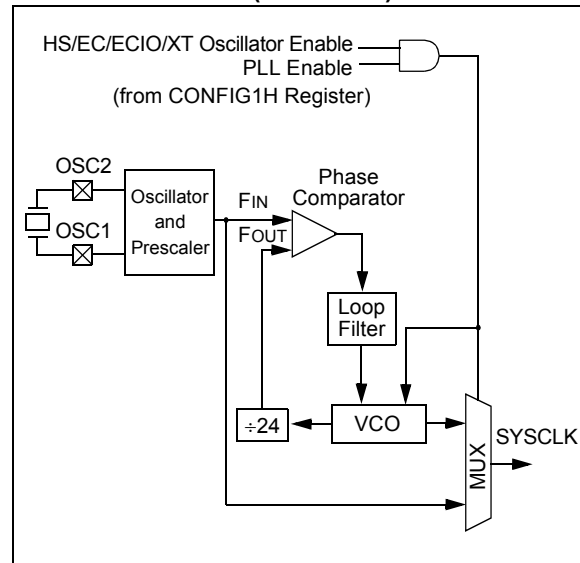 HS/EC/ECIO/XT Oscillator Enable
PLL Enable
(from CONFIG1H Register)
OSC2
OSC1
Oscillator
and
Prescaler
FIN
FOUT
Phase
Comparator
Loop
Filter
÷24
VCO
MUX
SYSCLK